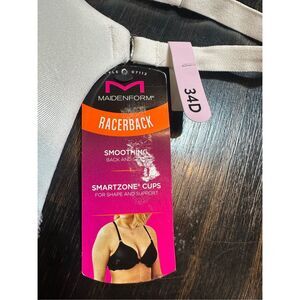 M
MAIDENFORM®
RACERBACK
SMOOTHING
BACK AND
SMARTZONE® CUPS
FOR SHAPE AND SUPPORT
34D